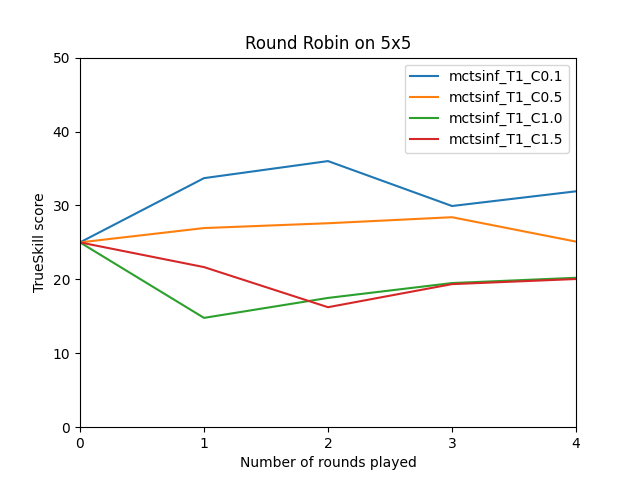 Round Robin on 5x5
mctsinf_T1_C0.1
mctsinf_T1_C0.5
mctsinf_T1_C1.0
mctsinf_T1_C1.5
TrueSkill score
50
40
30
20
10
0
0 1 2 3 4
Number of rounds played